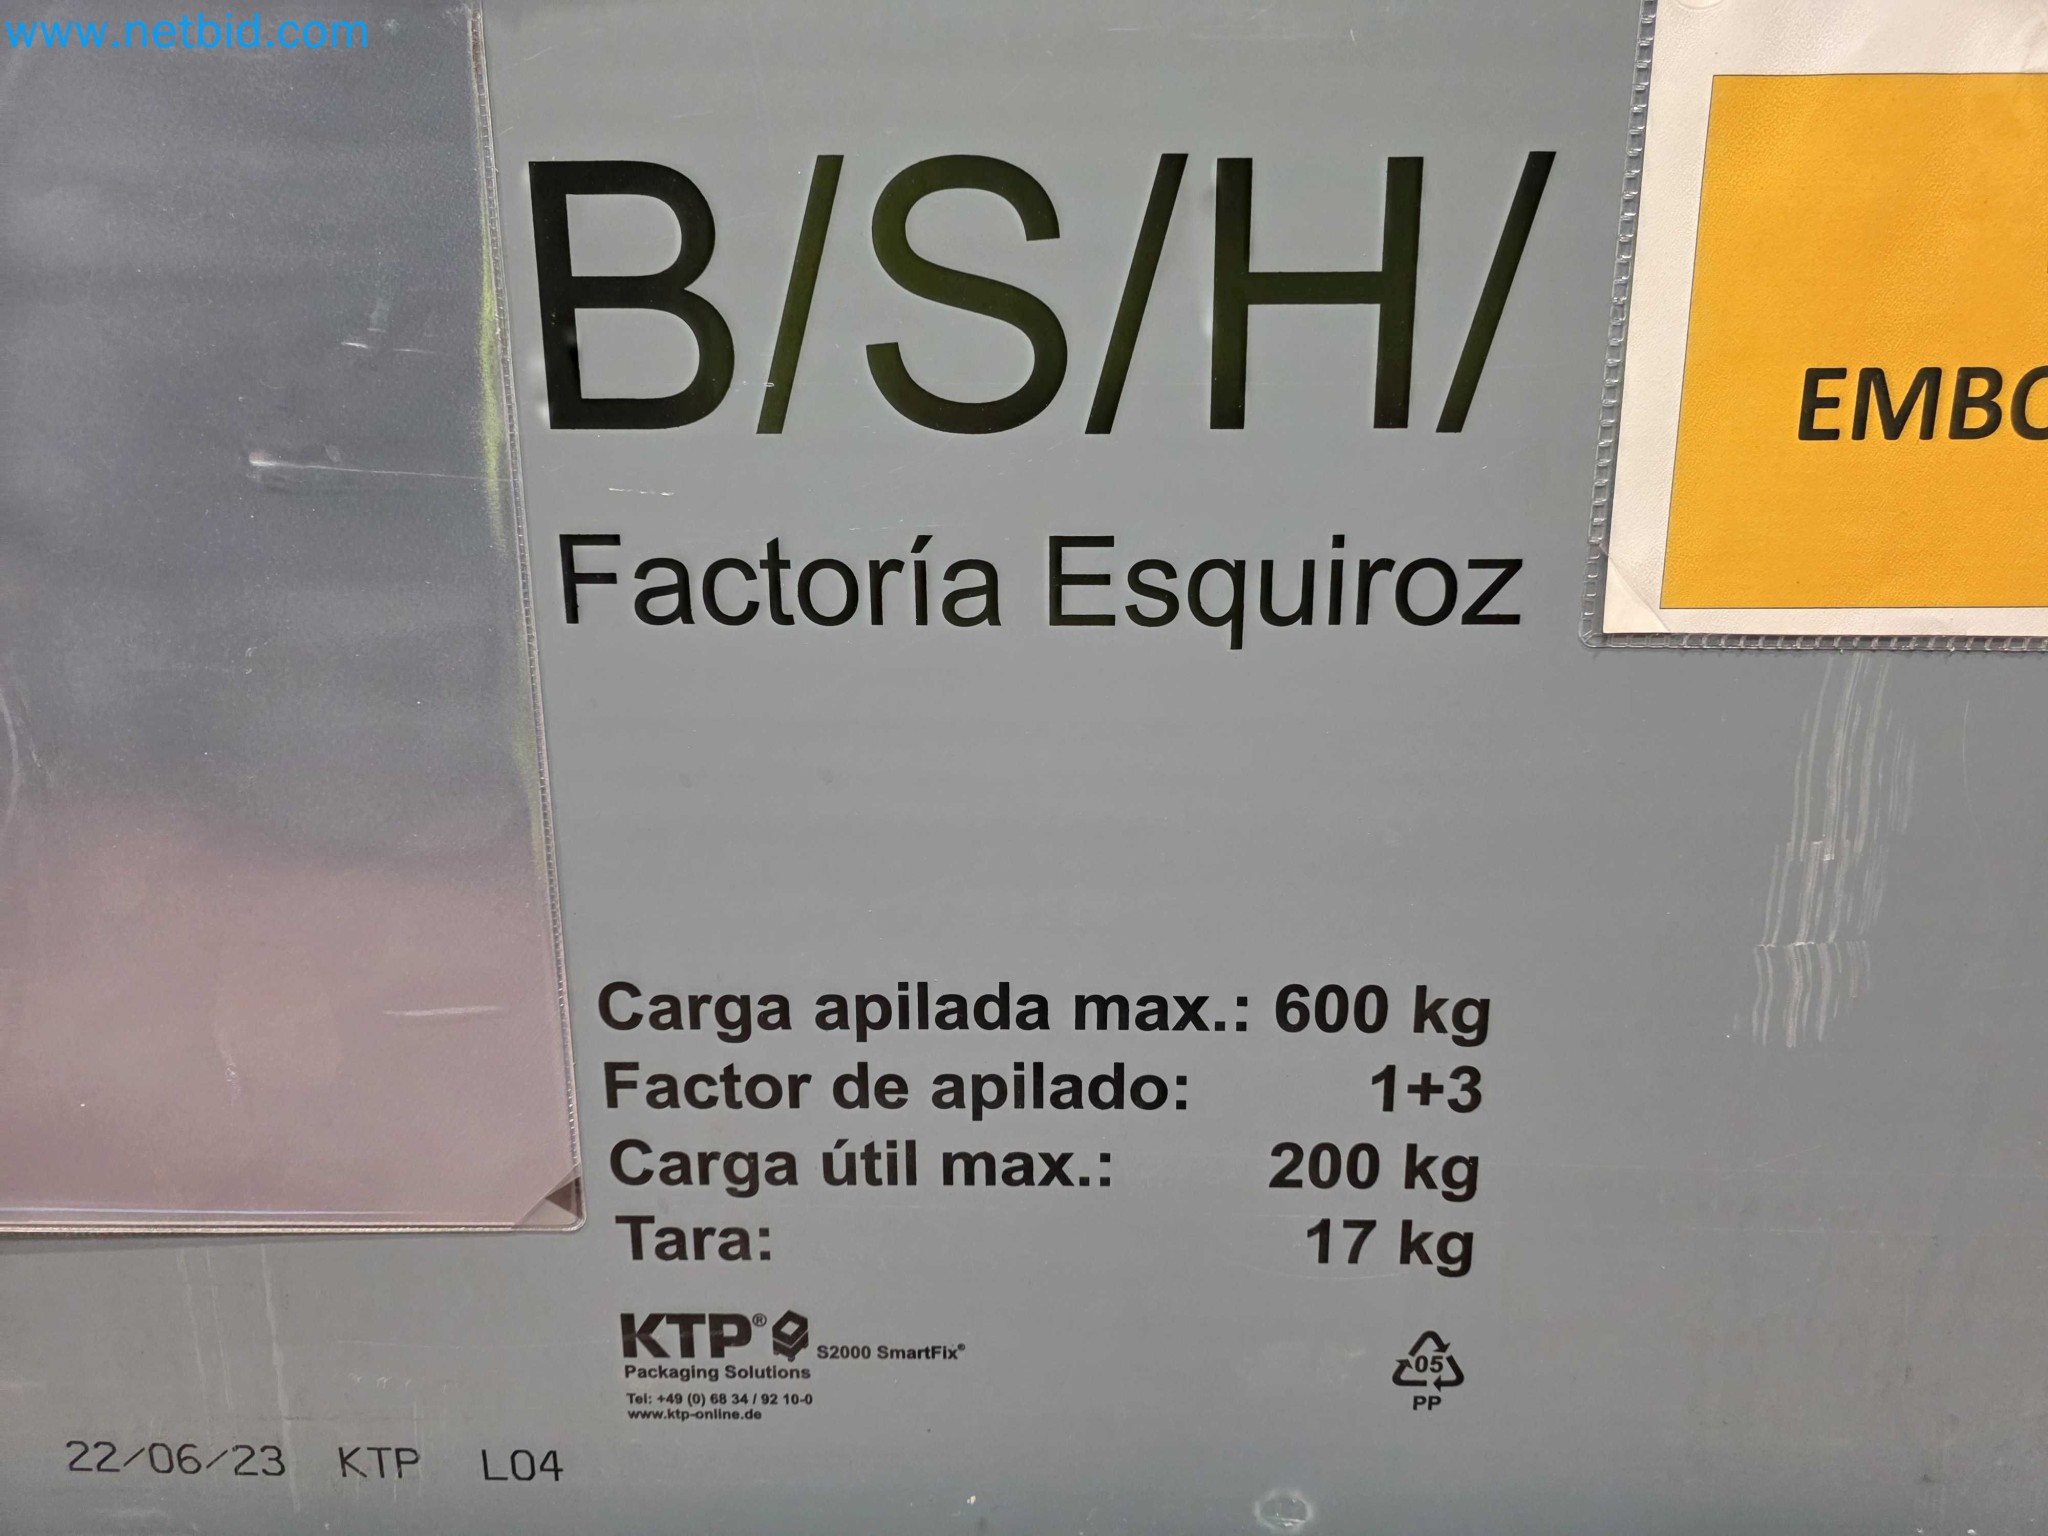 www.netbid.com
B/S/H/
EMBO
Factoría Esquiroz
Carga apilada max.: 600 kg
Factor de apilado: 1+3
Carga útil max.: 200 kg
Tara: 17 kg
KTP® S2000 SmartFix®
Packaging Solutions
Tel: +49 (0) 68 34 / 92 10-0
www.ktp-online.de
05
PP
22/06/23 KTP L04